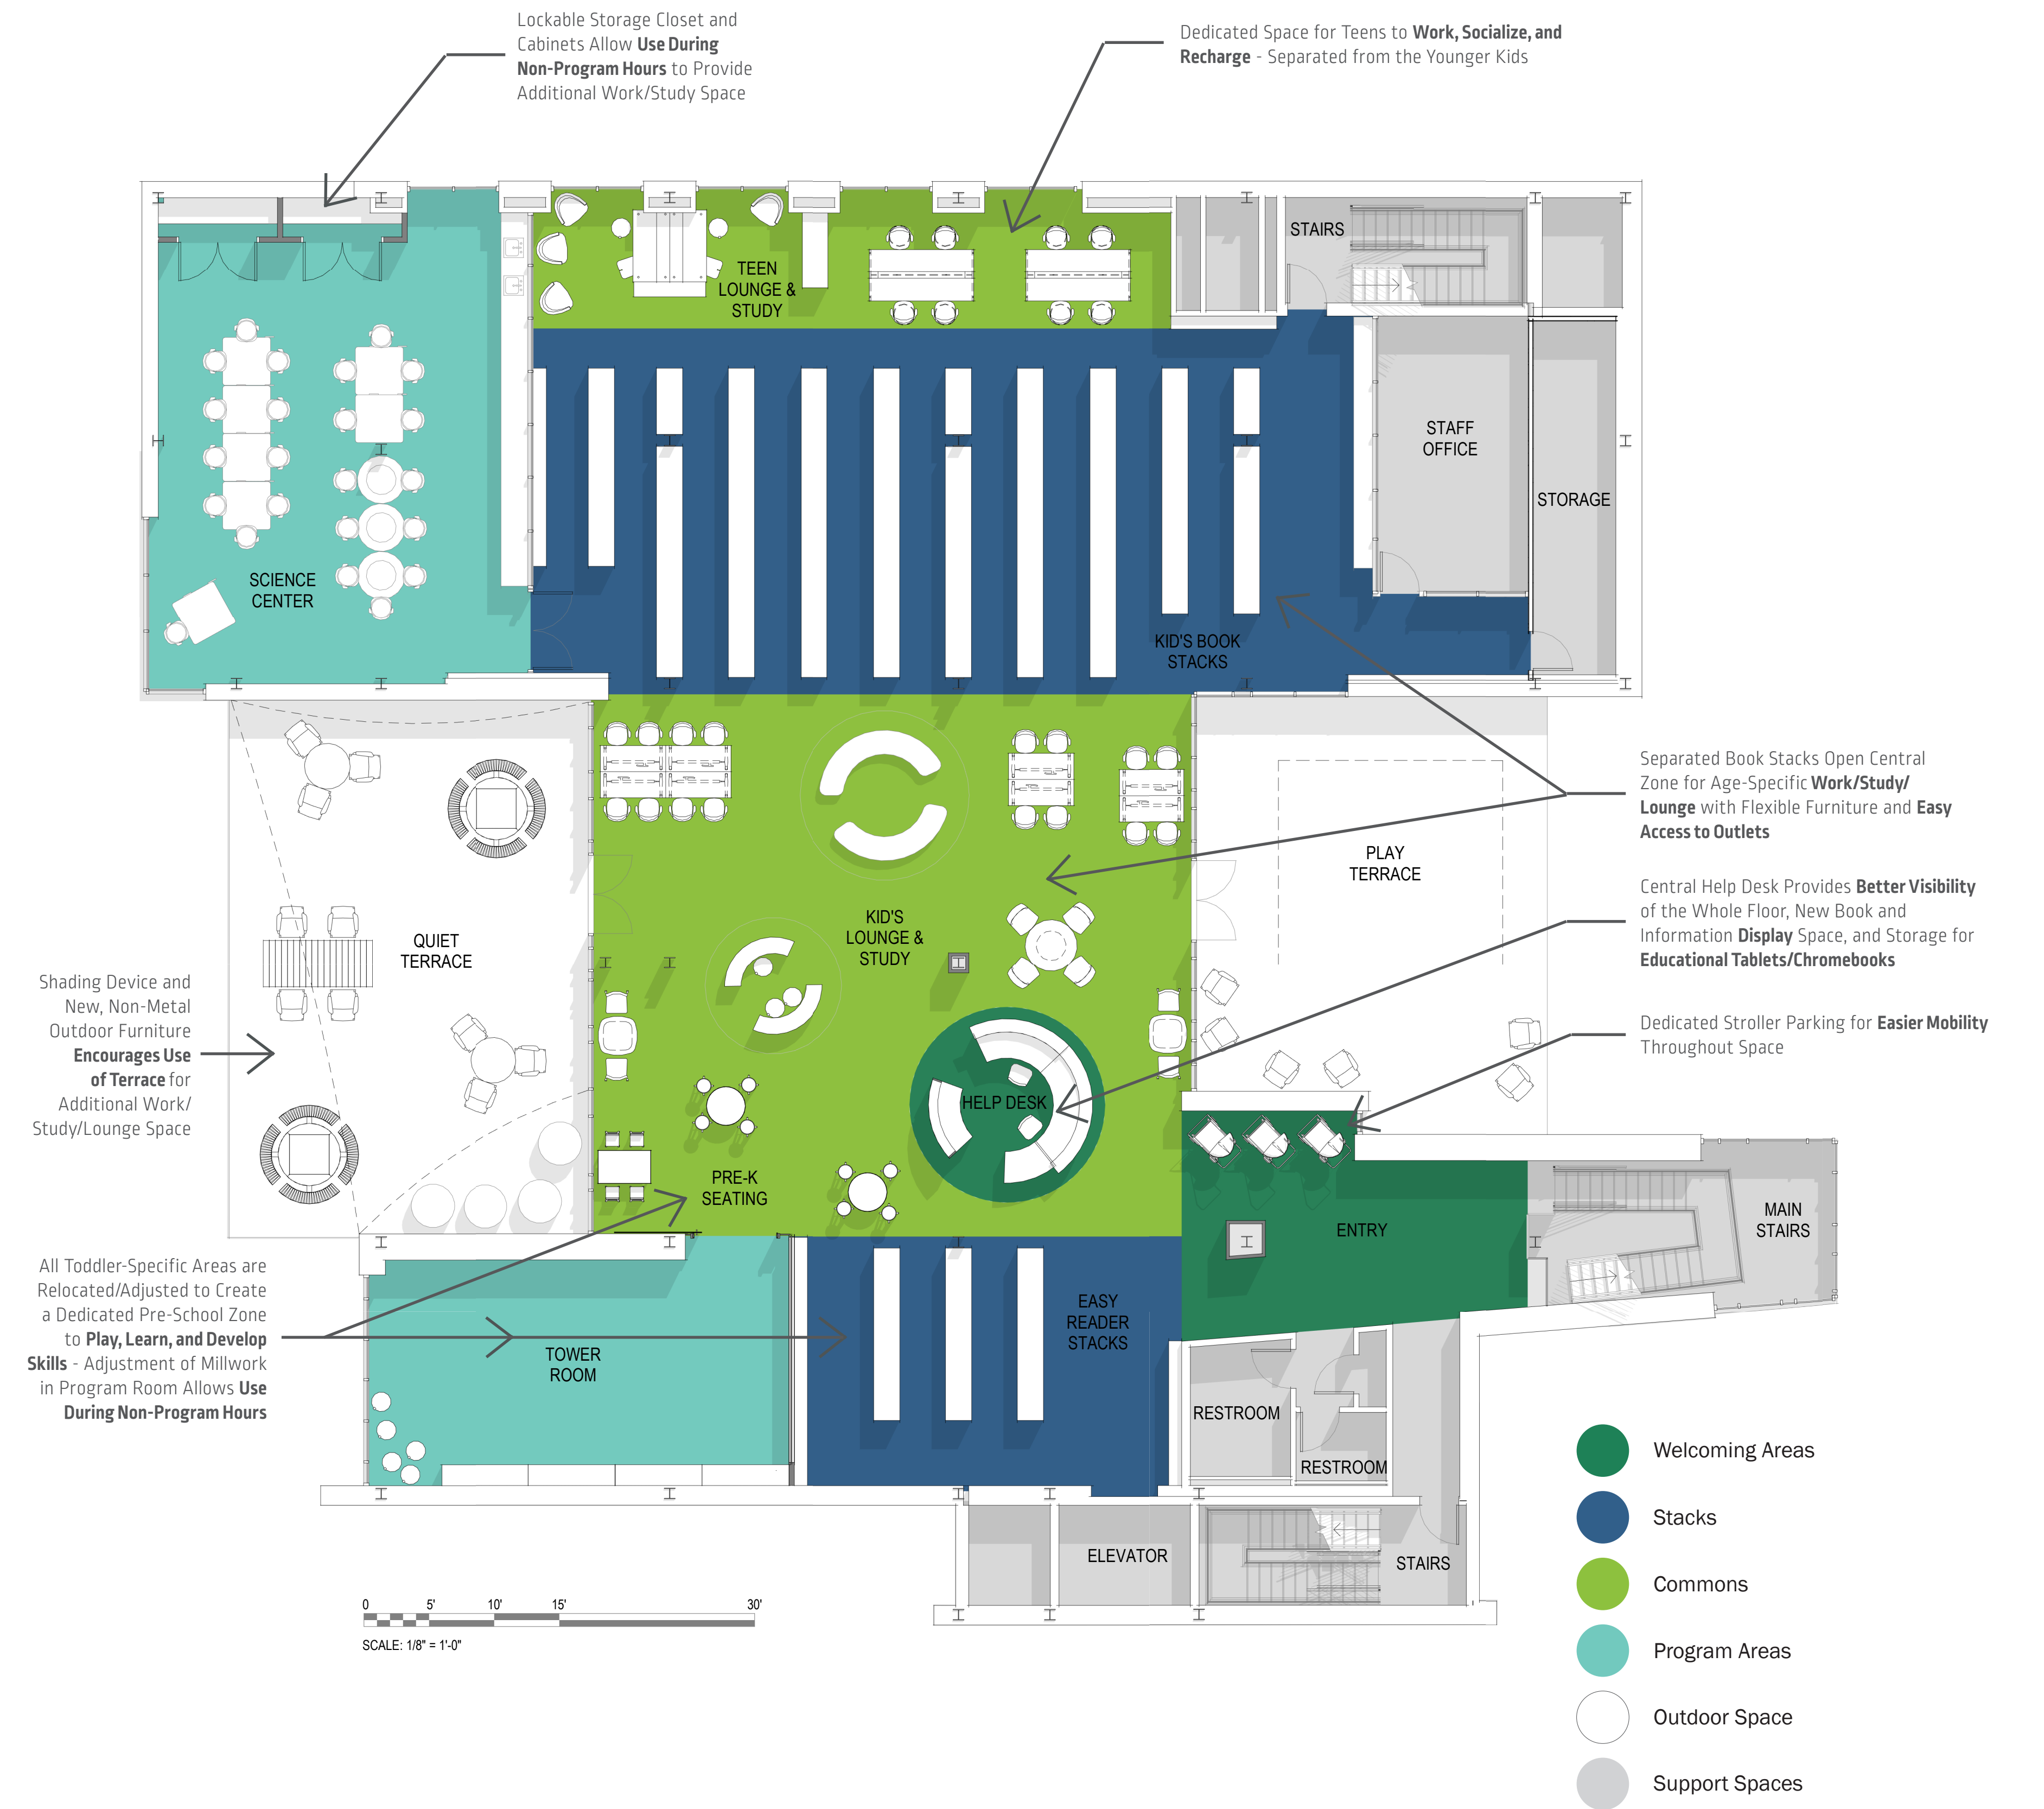 Lockable Storage Closet and
Cabinets Allow Use During
Non-Program Hours to Provide
Additional Work/Study Space
Dedicated Space for Teens to Work, Socialize, and
Recharge - Separated from the Younger Kids
STAIRS
TEEN
LOUNGE &
STUDY
STAFF
OFFICE
STORAGE
SCIENCE
CENTER
KID'S BOOK
STACKS
Separated Book Stacks Open Central
Zone for Age-Specific Work/Study/
Lounge with Flexible Furniture and Easy
Access to Outlets
PLAY
TERRACE
Central Help Desk Provides Better Visibility
of the Whole Floor, New Book and
Information Display Space, and Storage for
Educational Tablets/Chromebooks
KID'S
LOUNGE &
STUDY
QUIET
TERRACE
Shading Device and
New, Non-Metal
Outdoor Furniture
Encourages Use
of Terrace for
Additional Work/
Study/Lounge Space
Dedicated Stroller Parking for Easier Mobility
Throughout Space
HELP DESK
PRE-K
SEATING
ENTRY
MAIN
STAIRS
All Toddler-Specific Areas are
Relocated/Adjusted to Create
a Dedicated Pre-School Zone
to Play, Learn, and Develop
Skills - Adjustment of Millwork
in Program Room Allows Use
During Non-Program Hours
TOWER
ROOM
EASY
READER
STACKS
RESTROOM
RESTROOM
ELEVATOR
STAIRS
0 5' 10' 15' 30'
SCALE: 1/8" = 1'-0"
Welcoming Areas
Stacks
Commons
Program Areas
Outdoor Space
Support Spaces